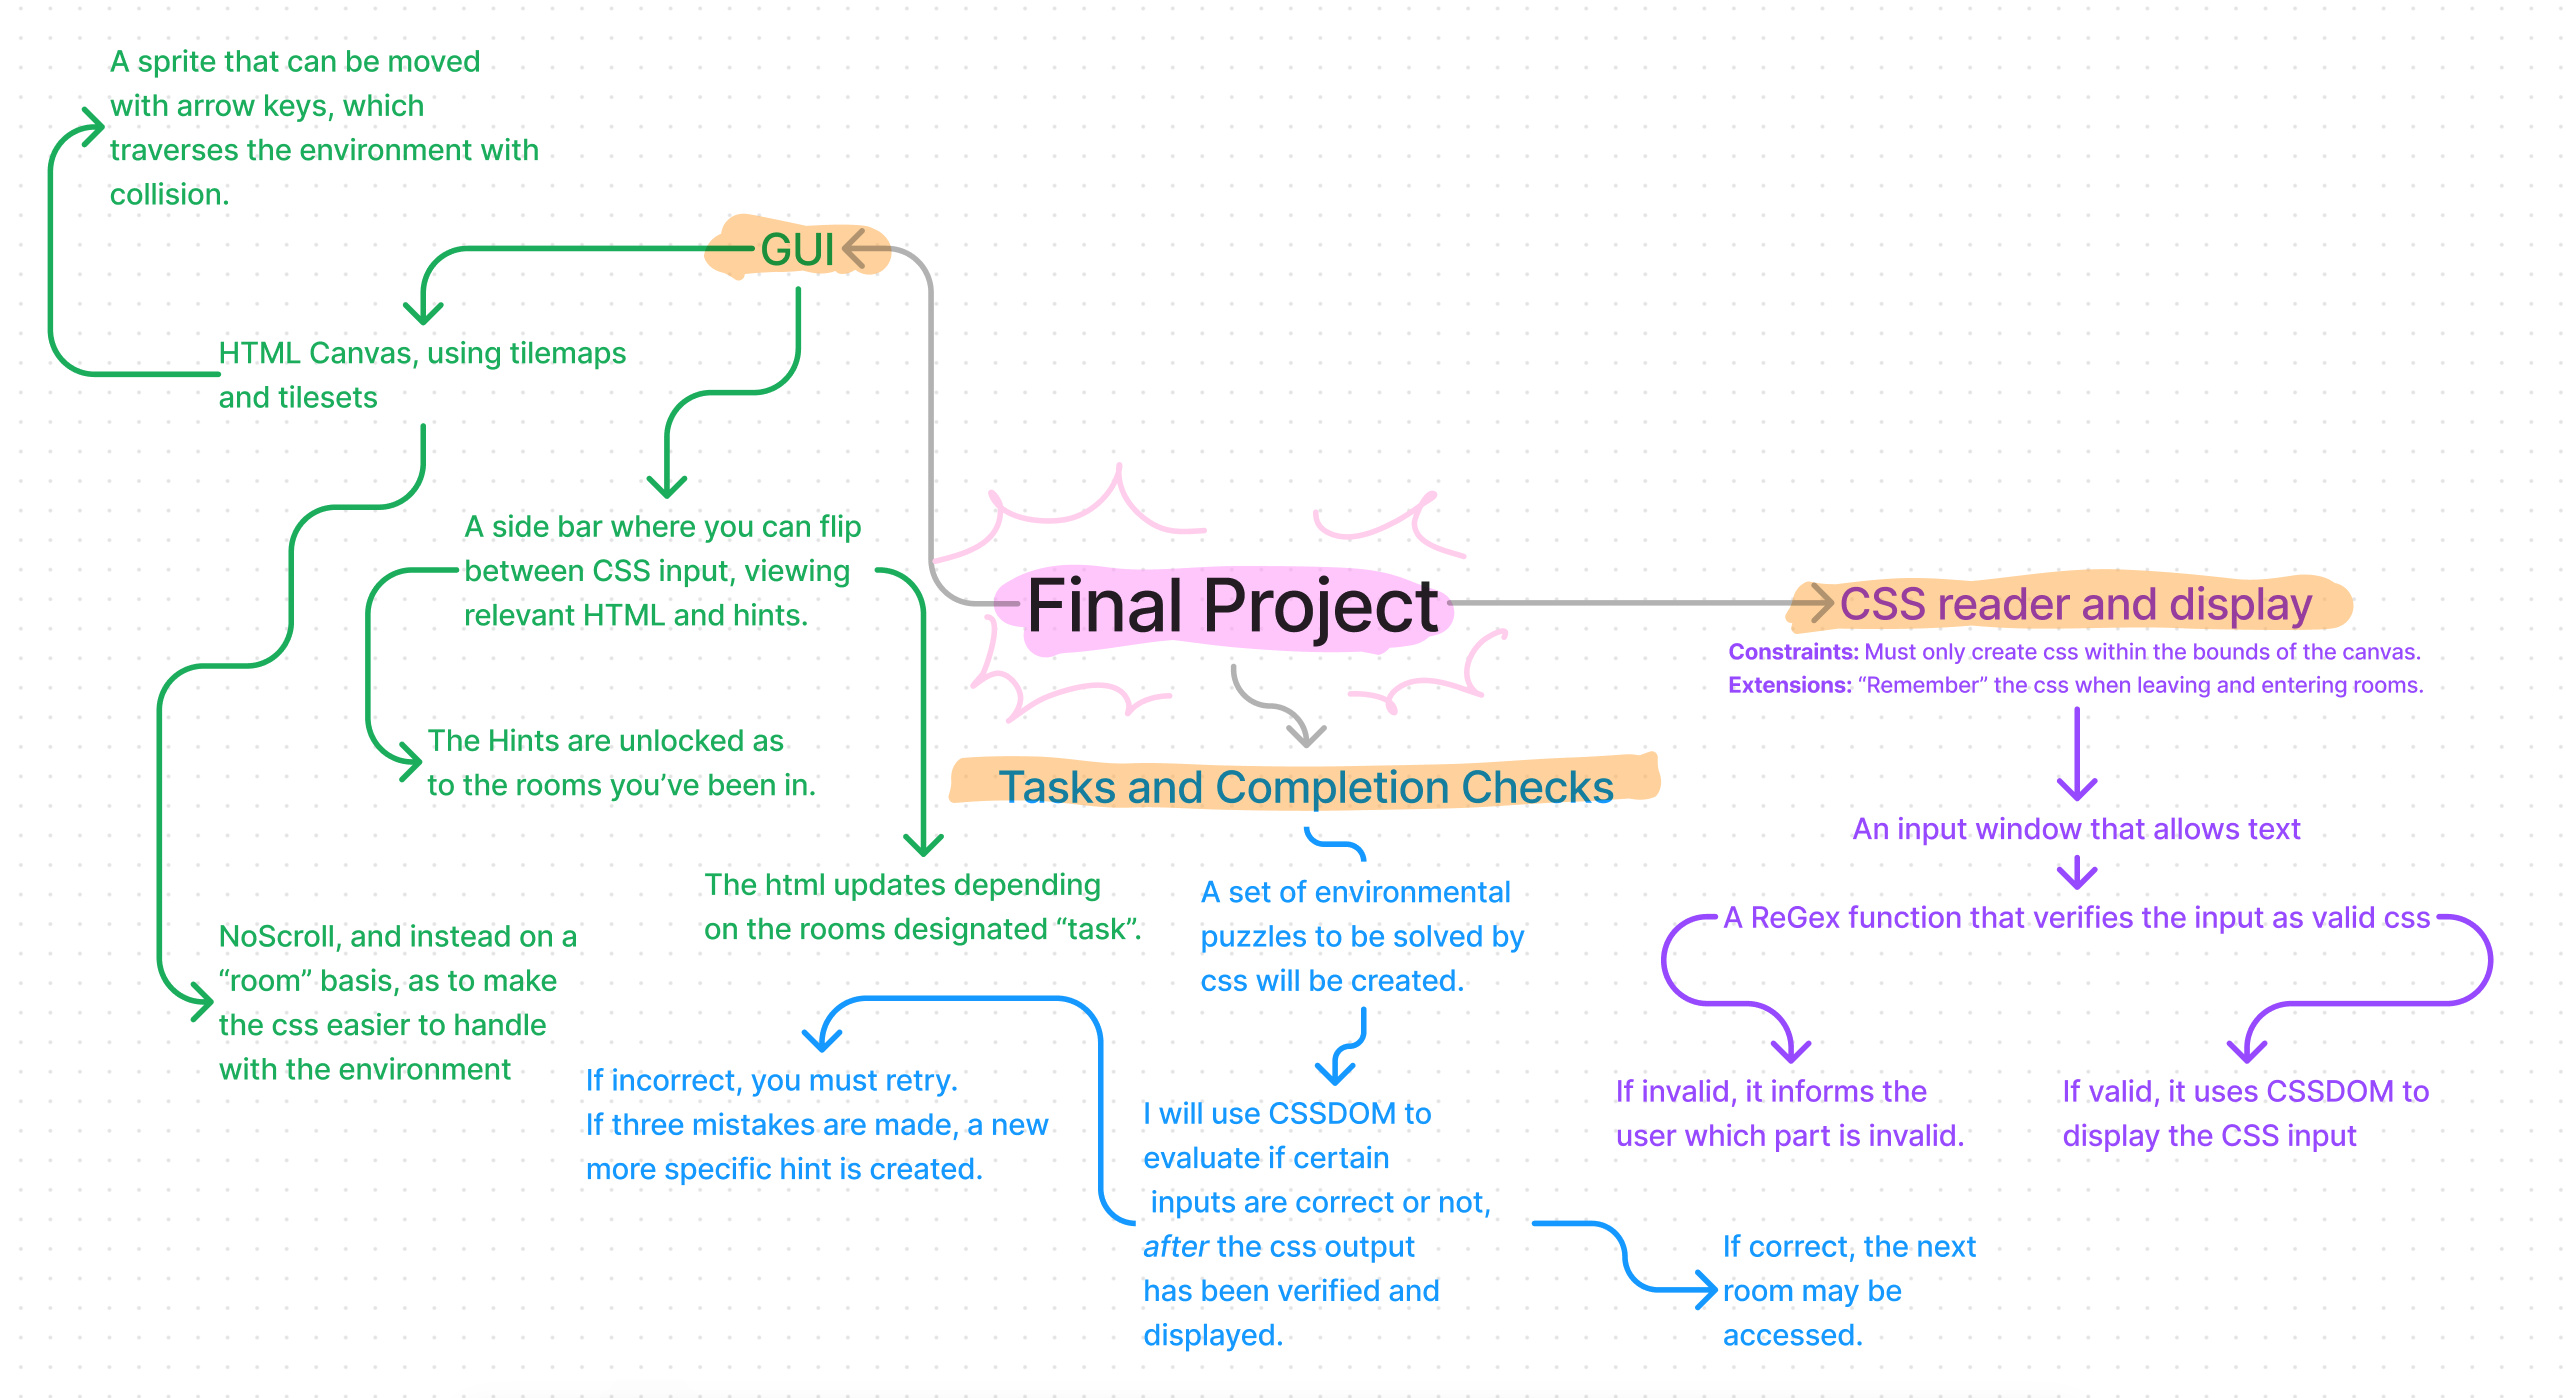 A sprite that can be moved
with arrow keys, which
traverses the environment with
collision.
GUI
HTML Canvas, using tilemaps
and tilesets
A side bar where you can flip
between CSS input, viewing
relevant HTML and hints.
The Hints are unlocked as
to the rooms you’ve been in.
The html updates depending
on the rooms designated “task”.
NoScroll, and instead on a
“room” basis, as to make
the css easier to handle
with the environment
Final Project
Tasks and Completion Checks
A set of environmental
puzzles to be solved by
css will be created.
If incorrect, you must retry.
If three mistakes are made, a new
more specific hint is created.
I will use CSSDOM to
evaluate if certain
inputs are correct or not,
after the css output
has been verified and
displayed.
If correct, the next
room may be
accessed.
CSS reader and display
Constraints: Must only create css within the bounds of the canvas.
Extensions: “Remember” the css when leaving and entering rooms.
An input window that allows text
A ReGex function that verifies the input as valid css
If invalid, it informs the
user which part is invalid.
If valid, it uses CSSDOM to
display the CSS input